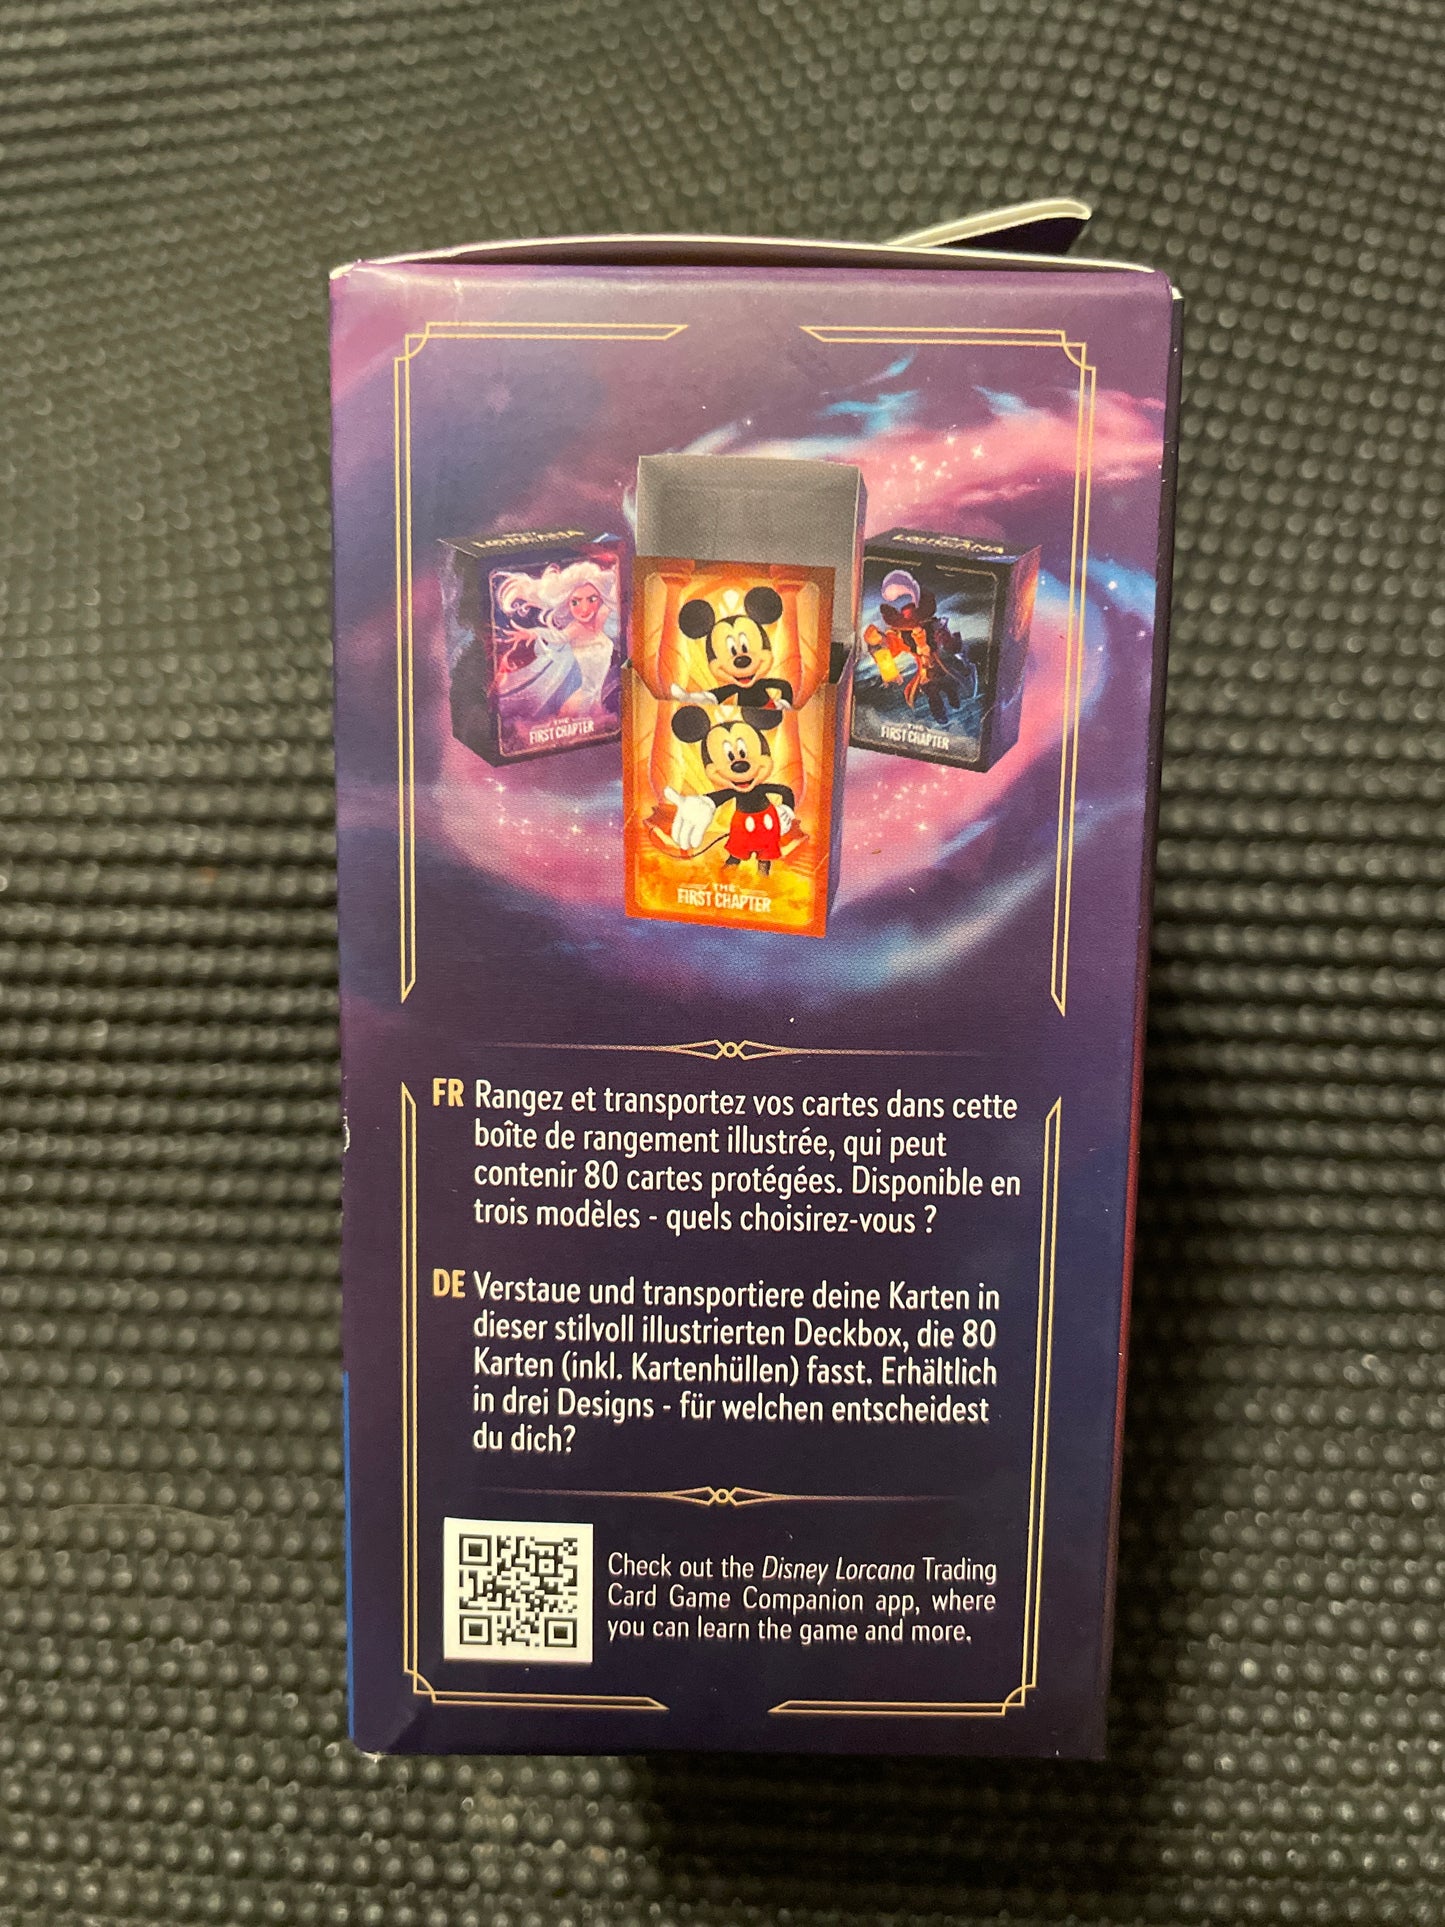 LORCANA
LORCANA
THE
FIRST CHAPTER
THE
FIRST CHAPTER
THE
FIRST CHAPTER
FR Rangez et transportez vos cartes dans cette
boîte de rangement illustrée, qui peut
contenir 80 cartes protégées. Disponible en
trois modèles - quels choisirez-vous ?
DE Verstaue und transportiere deine Karten in
dieser stilvoll illustrierten Deckbox, die 80
Karten (inkl. Kartenhüllen) fasst. Erhältlich
in drei Designs - für welchen entscheidest
du dich?
Check out the Disney Lorcana Trading
Card Game Companion app, where
you can learn the game and more.